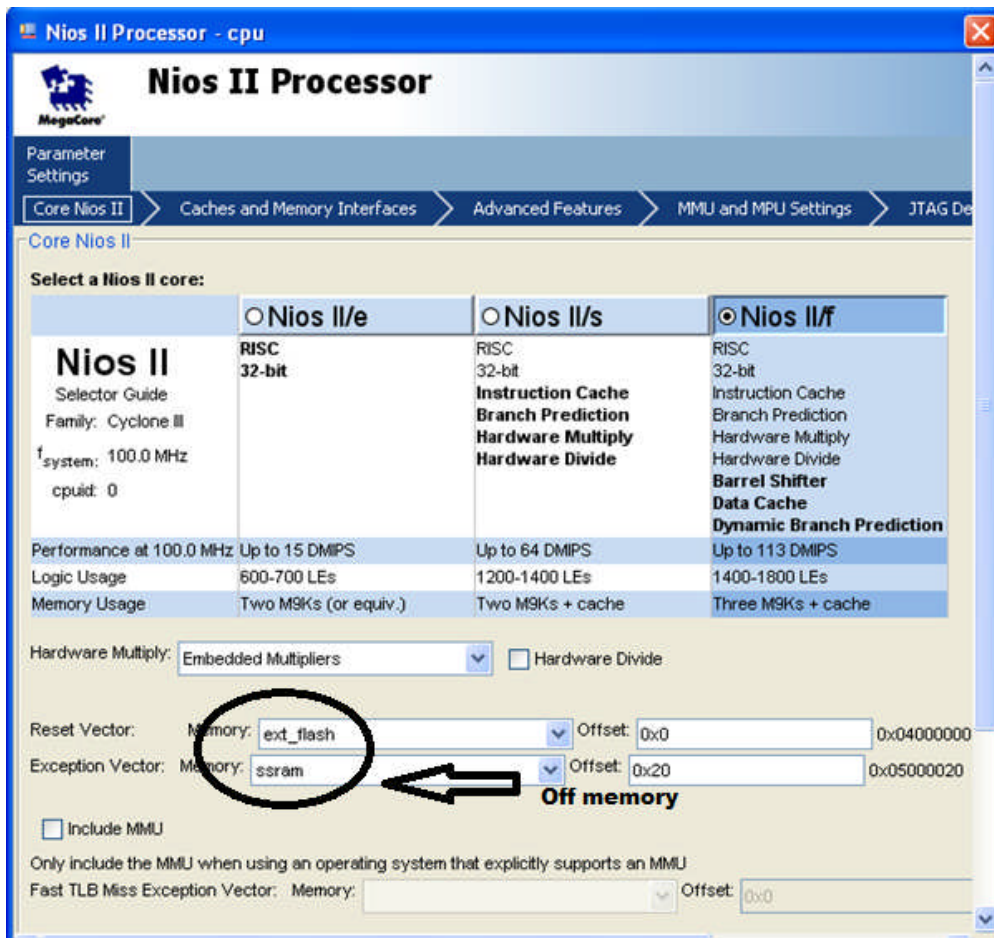 Nios II Processor - cpu
Nios II Processor
MegaCore®
Parameter
Settings
Core Nios II Caches and Memory Interfaces Advanced Features MMU and MPU Settings JTAG De
Core Nios II
Select a Nios II core:
Nios II/e Nios II/s Nios II/f
Nios II
Selector Guide
Family: Cyclone III
fsystem: 100.0 MHz
cpuid: 0
RISC
32-bit
RISC
32-bit
Instruction Cache
Branch Prediction
Hardware Multiply
Hardware Divide
RISC
32-bit
Instruction Cache
Branch Prediction
Hardware Multiply
Hardware Divide
Barrel Shifter
Data Cache
Dynamic Branch Prediction
Performance at 100.0 MHz Up to 15 DMIPS Up to 64 DMIPS Up to 113 DMIPS
Logic Usage 600-700 LEs 1200-1400 LEs 1400-1800 LEs
Memory Usage Two M9Ks (or equiv.) Two M9Ks + cache Three M9Ks + cache
Hardware Multiply: Embedded Multipliers Hardware Divide
Reset Vector: Memory: ext_flash Offset: 0x0 0x04000000
Exception Vector: Memory: ssram Offset: 0x20 0x05000020
Off memory
Include MMU
Only include the MMU when using an operating system that explicitly supports an MMU
Fast TLB Miss Exception Vector: Memory: Offset: 0x0